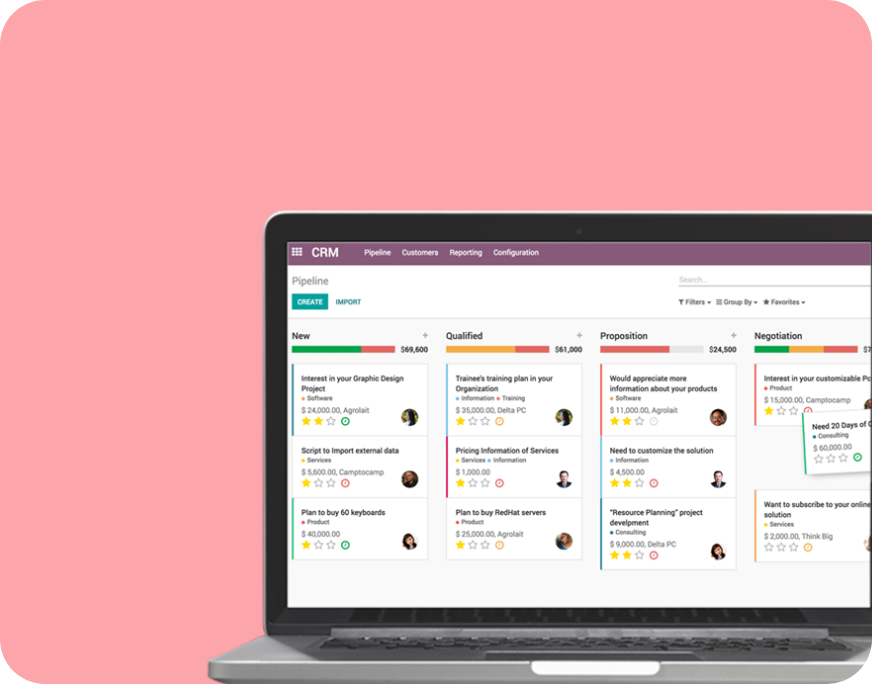 CRM Pipeline Customers Reporting Configuration
Pipeline
Search...
CREATE IMPORT
Filters Group By Favorites
New +
$69,600
Interest in your Graphic Design
Project
Software
$ 24,000.00, Agrolait
Script to Import external data
Services
$ 5,600.00, Camptocamp
Plan to buy 60 keyboards
Product
$ 40,000.00
Qualified +
$61,000
Trainee's training plan in your
Organization
Information Training
$ 35,000.00, Delta PC
Pricing Information of Services
Services Information
$ 1,000.00
Plan to buy RedHat servers
Product
$ 25,000.00, Agrolait
Proposition +
$24,500
Would appreciate more
information about your products
Software
$ 11,000.00, Agrolait
Need to customize the solution
Information
$ 4,500.00
"Resource Planning" project
develpment
Consulting
$ 9,000.00, Delta PC
Negotiation
$7
Interest in your customizable Pc
Product
$ 15,000.00, Camptocamp
Need 20 Days of C
Consulting
$ 60,000.00
Want to subscribe to your online
solution
Services
$ 2,000.00, Think Big